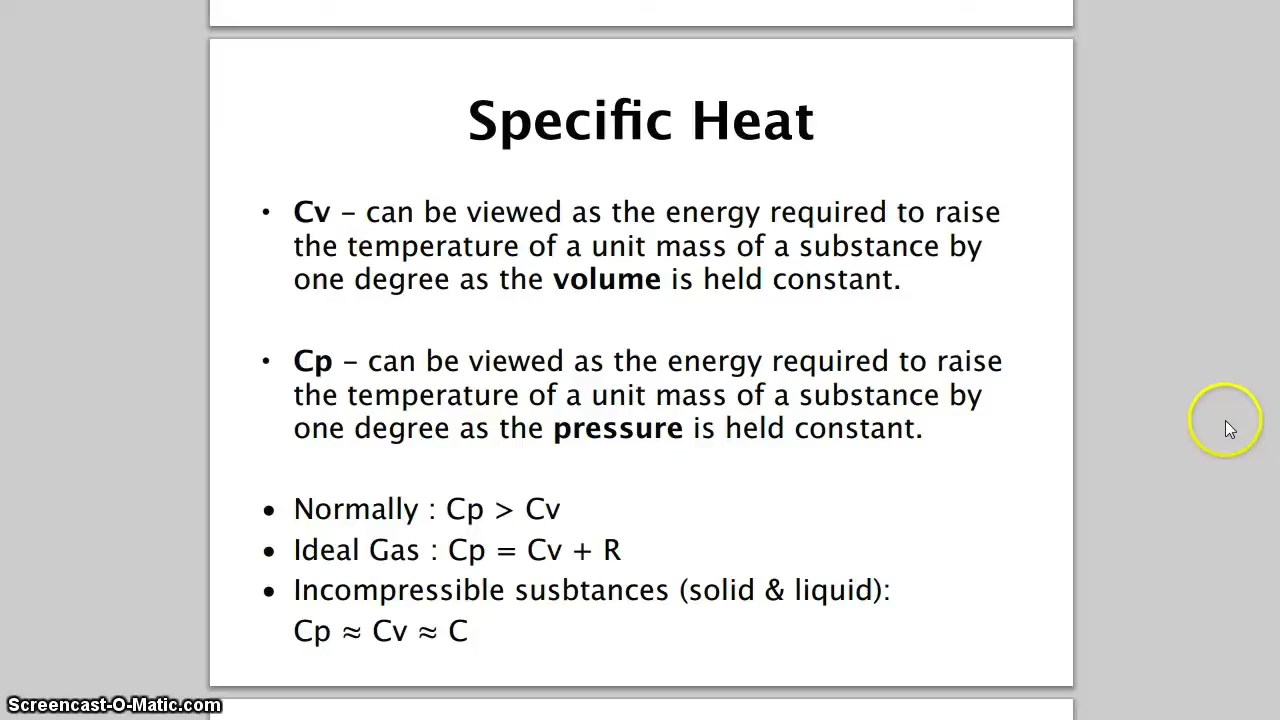 Specific Heat
• Cv – can be viewed as the energy required to raise
the temperature of a unit mass of a substance by
one degree as the volume is held constant.
• Cp – can be viewed as the energy required to raise
the temperature of a unit mass of a substance by
one degree as the pressure is held constant.
• Normally : Cp > Cv
• Ideal Gas : Cp = Cv + R
• Incompressible susbtances (solid & liquid):
Cp ≈ Cv ≈ C
Screencast-O-Matic.com